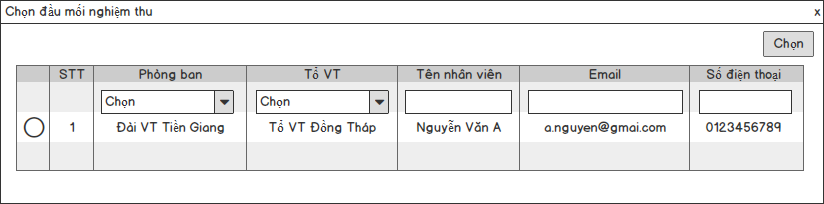 Chọn đầu mối nghiệm thu x
Chọn
STT Phòng ban Tổ VT Tên nhân viên Email Số điện thoại
Chọn Chọn
1 Đài VT Tiền Giang Tổ VT Đồng Tháp Nguyễn Văn A a.nguyen@gmai.com 0123456789